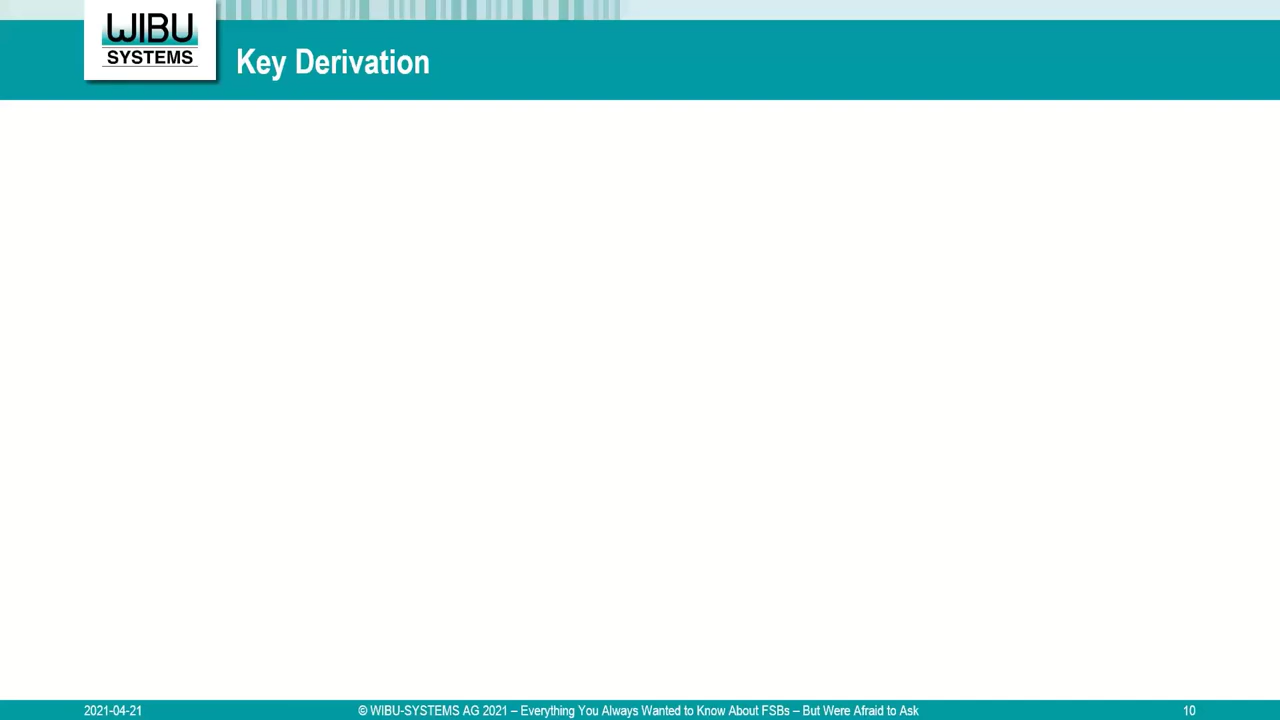 WIBU
SYSTEMS
Key Derivation
2021-04-21
© WIBU-SYSTEMS AG 2021 – Everything You Always Wanted to Know About FSBs – But Were Afraid to Ask
10